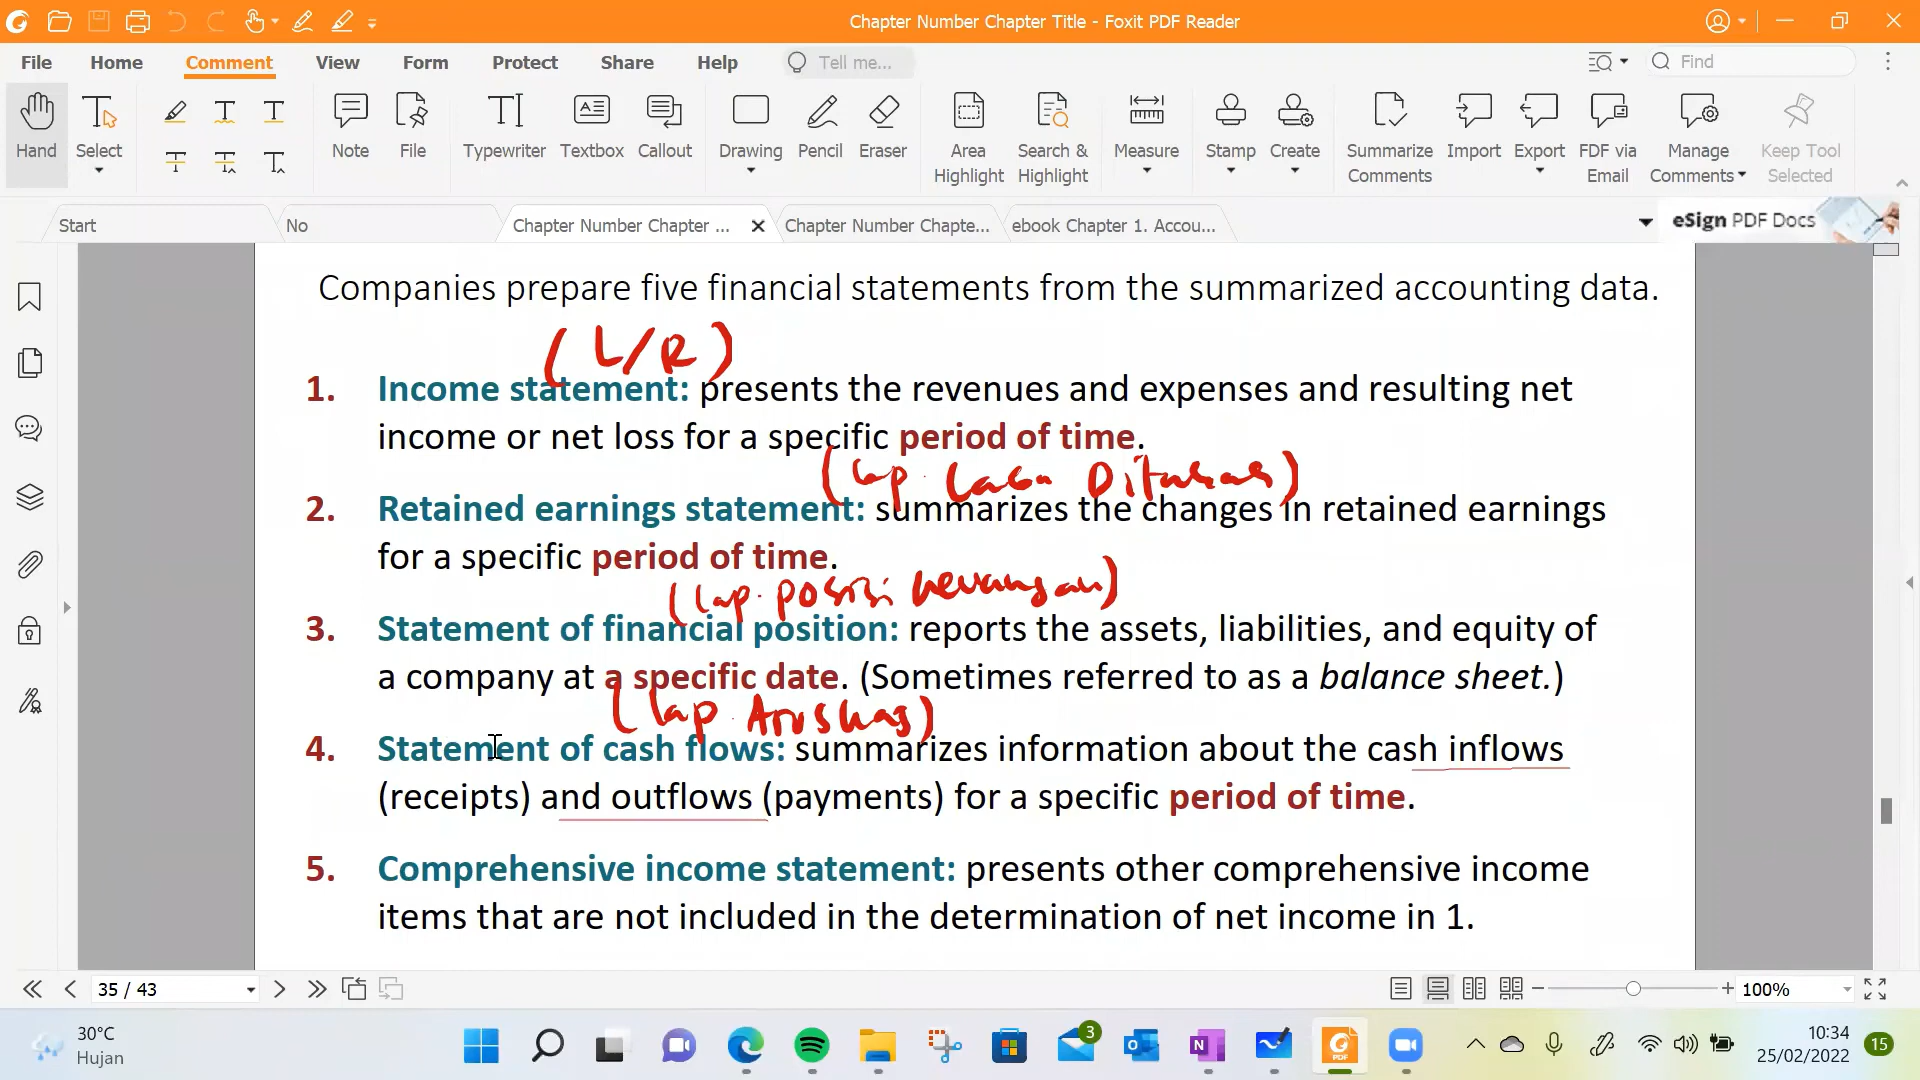 Chapter Number Chapter Title - Foxit PDF Reader
File Home Comment View Form Protect Share Help Tell me... Find
Hand Select Note File Typewriter Textbox Callout Drawing Pencil Eraser Area Highlight Search & Highlight Measure Stamp Create Summarize Comments Import Export FDF via Email Manage Comments Keep Tool Selected
Start No Chapter Number Chapter ... Chapter Number Chapte... ebook Chapter 1. Accou... eSign PDF Docs
Companies prepare five financial statements from the summarized accounting data.
(L/R)
1. Income statement: presents the revenues and expenses and resulting net
income or net loss for a specific period of time.
(Lap. Laba Ditahan)
2. Retained earnings statement: summarizes the changes in retained earnings
for a specific period of time.
(Lap. posisi keuangan)
3. Statement of financial position: reports the assets, liabilities, and equity of
a company at a specific date. (Sometimes referred to as a balance sheet.)
(Lap. Arus kas)
4. Statement of cash flows: summarizes information about the cash inflows
(receipts) and outflows (payments) for a specific period of time.
5. Comprehensive income statement: presents other comprehensive income
items that are not included in the determination of net income in 1.
35 / 43 100%
30°C
Hujan
3
10:34
25/02/2022
15